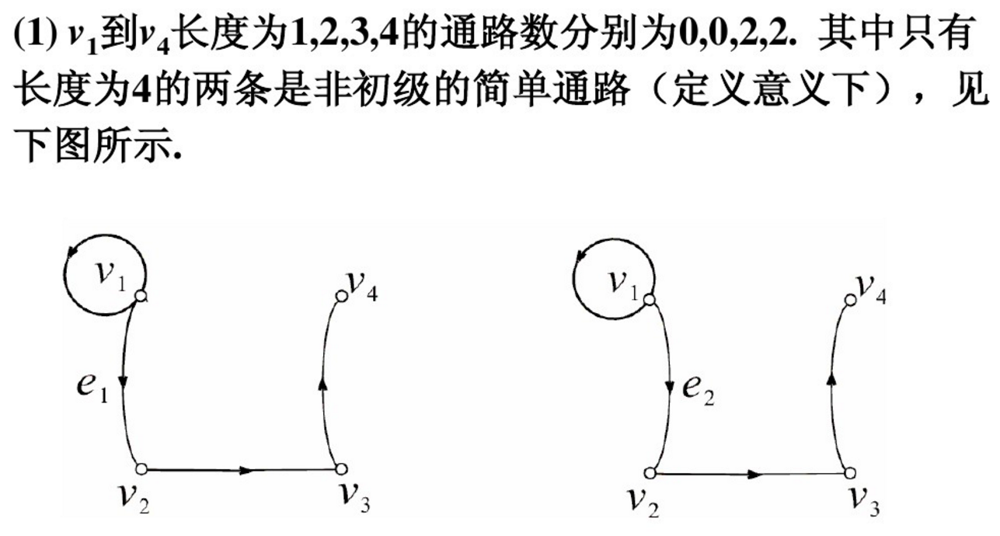 (1) v₁到v₄长度为1,2,3,4的通路数分别为0,0,2,2. 其中只有
长度为4的两条是非初级的简单通路（定义意义下），见
下图所示.
v₁ v₄ v₁ v₄
e₁ e₂
v₂ v₃ v₂ v₃